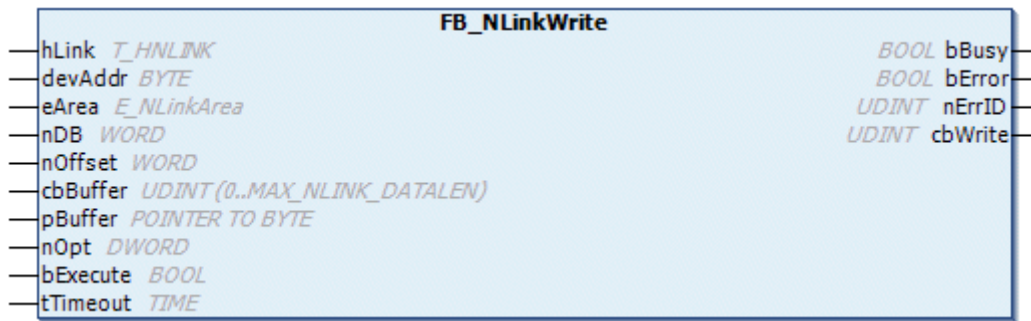 FB_NLinkWrite
hLink T_HNLINK BOOL bBusy
devAddr BYTE BOOL bError
eArea E_NLinkArea UDINT nErrID
nDB WORD UDINT cbWrite
nOffset WORD
cbBuffer UDINT (0..MAX_NLINK_DATALEN)
pBuffer POINTER TO BYTE
nOpt DWORD
bExecute BOOL
tTimeout TIME